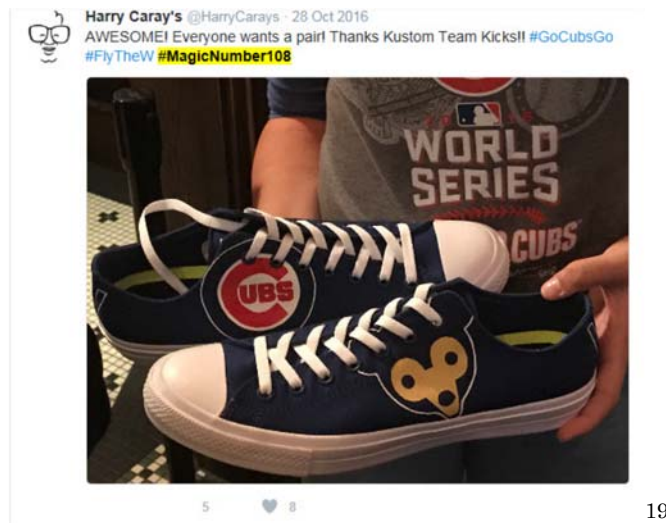 Harry Caray's @HarryCarays · 28 Oct 2016
AWESOME! Everyone wants a pair! Thanks Kustom Team Kicks!! #GoCubsGo
#FlyTheW #MagicNumber108
WORLD
SERIES
CUBS
CUBS
5 8
19